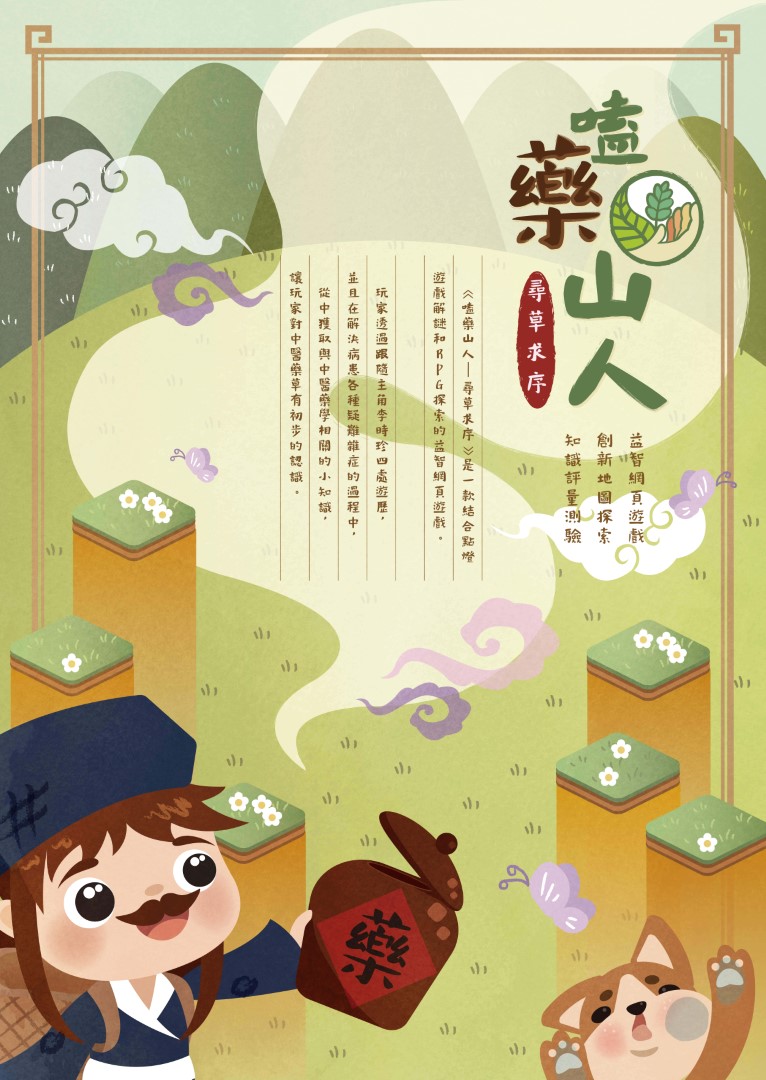 嗑藥山人
尋草求序
益智網頁遊戲
創新地圖探索
知識評量測驗
《嗑藥山人—尋草求序》是一款結合點燈
遊戲解謎和RPG探索的益智網頁遊戲。
玩家透過跟隨主角李時珍四處遊歷，
並且在解決病患各種疑難雜症的過程中，
從中獲取與中醫藥學相關的小知識，
讓玩家對中醫藥草有初步的認識。
藥